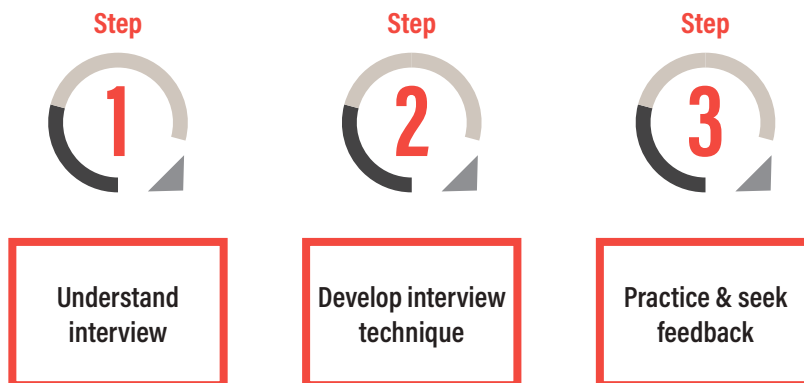 Step
1
Understand
interview
Step
2
Develop interview
technique
Step
3
Practice & seek
feedback